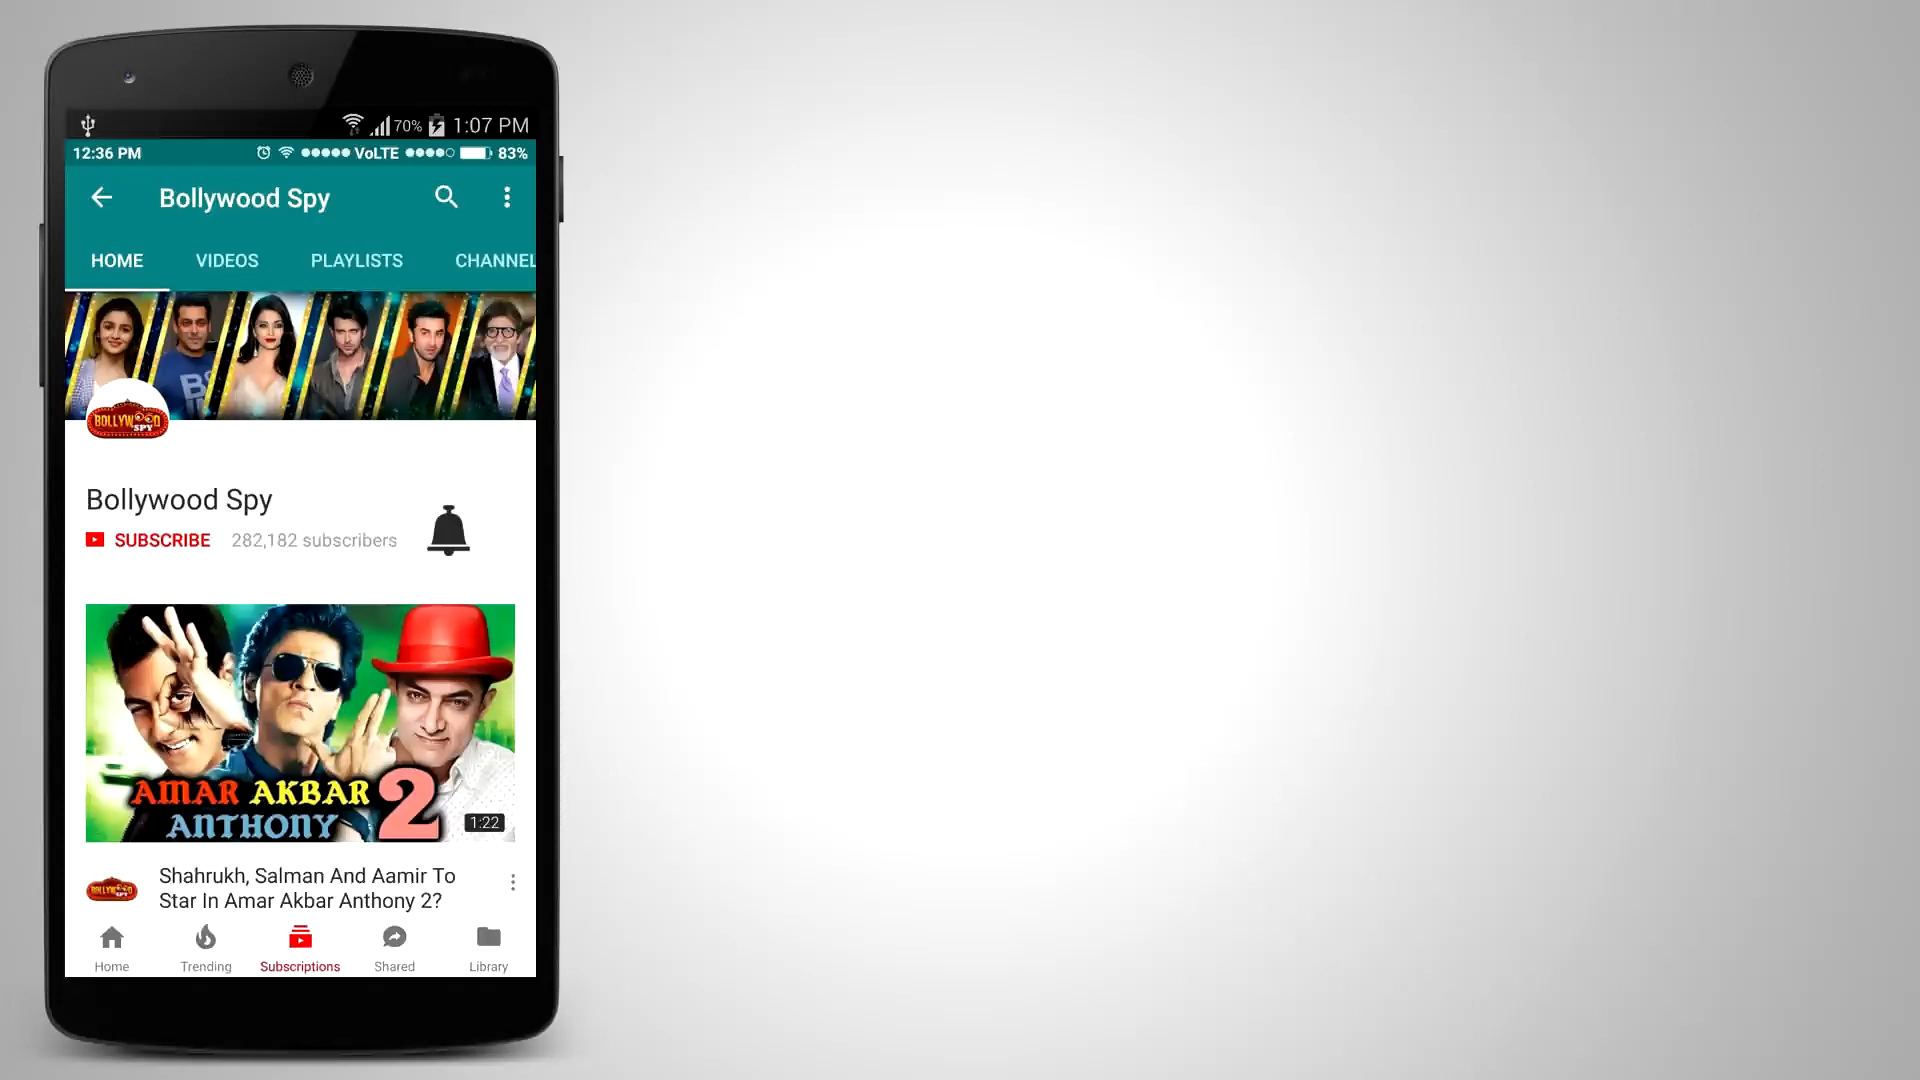 70% 1:07 PM
12:36 PM VoLTE 83%
Bollywood Spy
HOME VIDEOS PLAYLISTS CHANNEL
BOLLYWOOD
SPY
Bollywood Spy
SUBSCRIBE 282,182 subscribers
AMAR AKBAR
ANTHONY 2
1:22
Shahrukh, Salman And Aamir To
Star In Amar Akbar Anthony 2?
Home Trending Subscriptions Shared Library